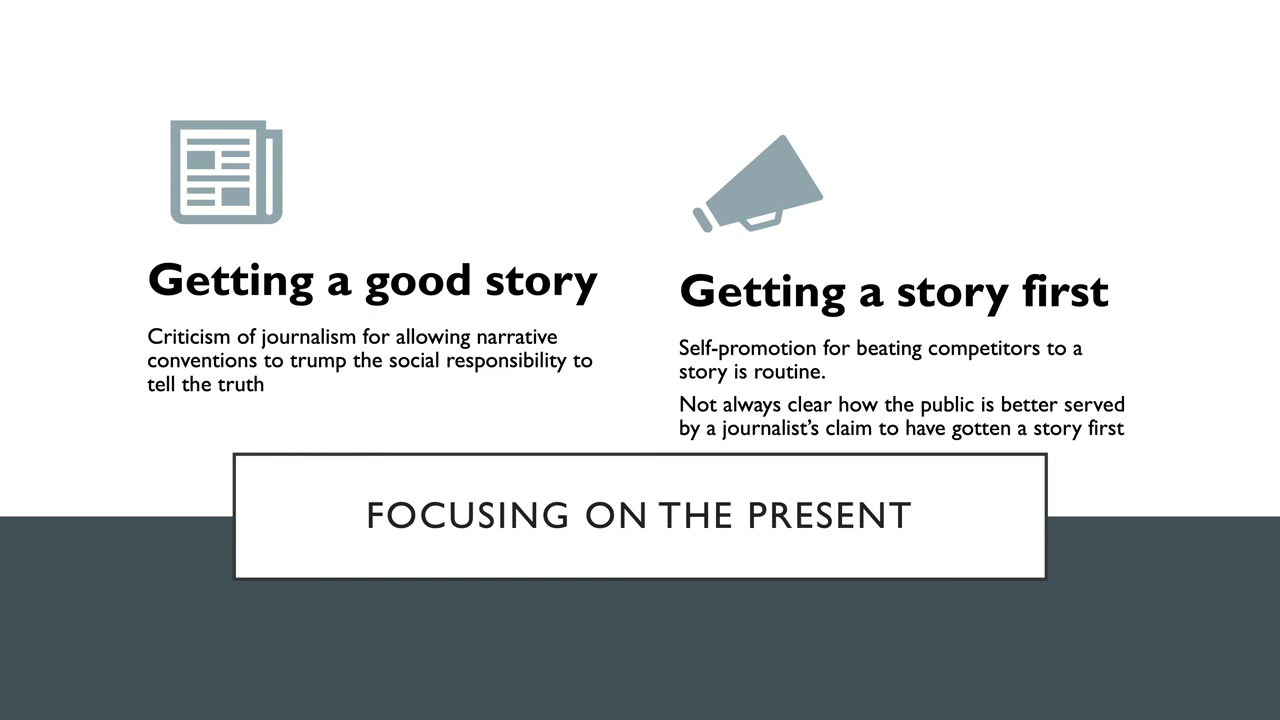 Getting a good story
Criticism of journalism for allowing narrative
conventions to trump the social responsibility to
tell the truth
Getting a story first
Self-promotion for beating competitors to a
story is routine.
Not always clear how the public is better served
by a journalist’s claim to have gotten a story first
FOCUSING ON THE PRESENT